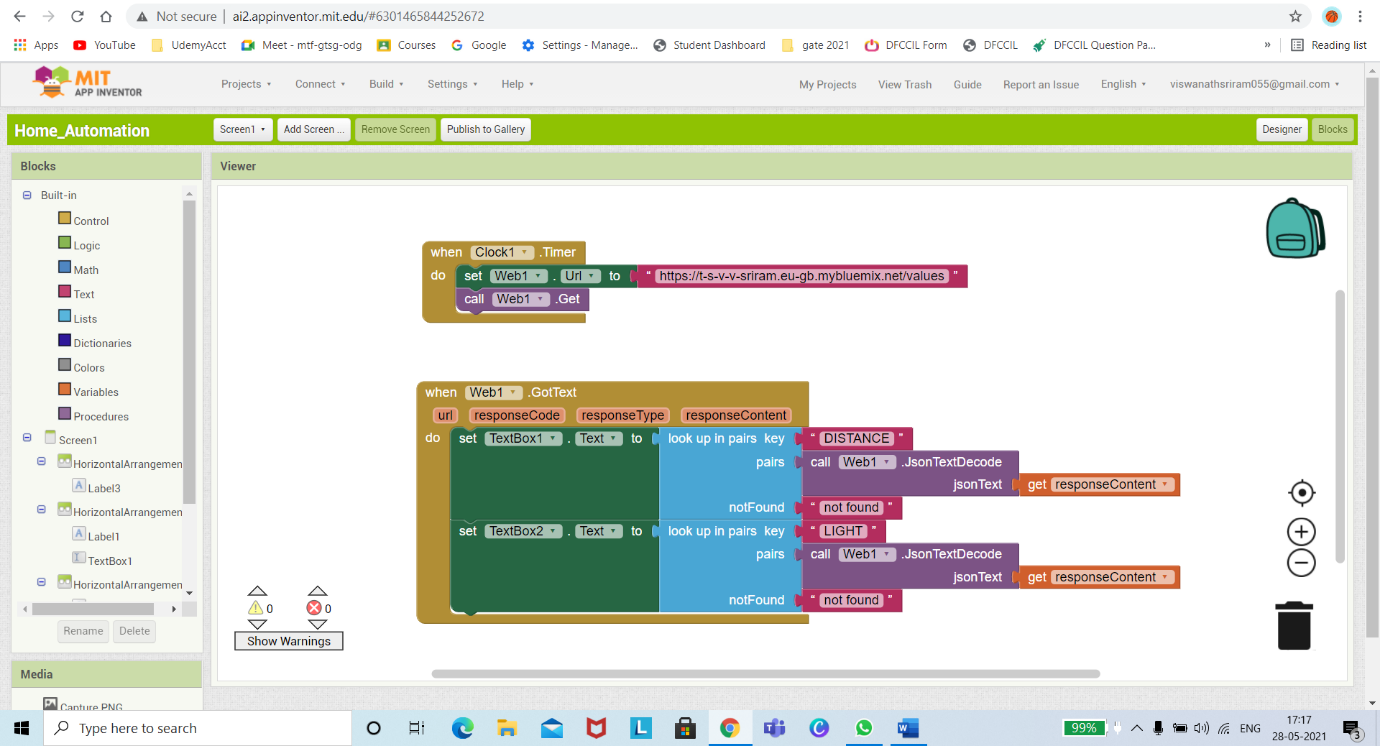 Not secure | ai2.appinventor.mit.edu/#6301465844252672
Apps YouTube UdemyAcct Meet - mtf-gtsg-odg Courses Google Settings - Manage... Student Dashboard gate 2021 DFCCIL Form DFCCIL DFCCIL Question Pa... » Reading list
MIT
APP INVENTOR
Projects Connect Build Settings Help My Projects View Trash Guide Report an Issue English viswanathsriram055@gmail.com
Home_Automation Screen1 Add Screen ... Remove Screen Publish to Gallery Designer Blocks
Blocks Viewer
Built-in
Control
Logic
Math
Text
Lists
Dictionaries
Colors
Variables
Procedures
Screen1
HorizontalArrangemen
Label3
HorizontalArrangemen
Label1
TextBox1
HorizontalArrangemen
Rename Delete
Media
Capture.PNG
when Clock1 .Timer
do set Web1 . Url to " https://t-s-v-v-sriram.eu-gb.mybluemix.net/values "
call Web1 .Get
when Web1 .GotText
url responseCode responseType responseContent
do set TextBox1 . Text to look up in pairs key " DISTANCE "
pairs call Web1 .JsonTextDecode
jsonText get responseContent
notFound " not found "
set TextBox2 . Text to look up in pairs key " LIGHT "
pairs call Web1 .JsonTextDecode
jsonText get responseContent
notFound " not found "
0 0
Show Warnings
Type here to search
99% ENG 17:17
28-05-2021 3